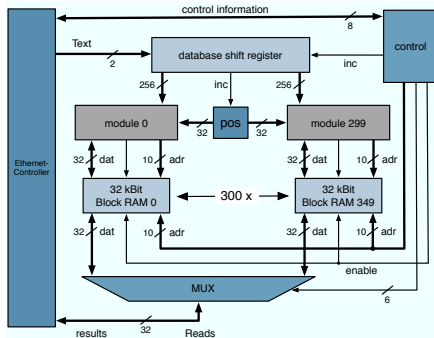 control information
8
Text
2
database shift register
control
inc
256
inc
256
module 0
pos
module 299
32
32
32
dat
10
adr
32
dat
10
adr
Ethernet-
Controller
32 kBit
Block RAM 0
300 x
32 kBit
Block RAM 349
32
dat
10
adr
32
dat
10
adr
enable
MUX
6
32
results
Reads